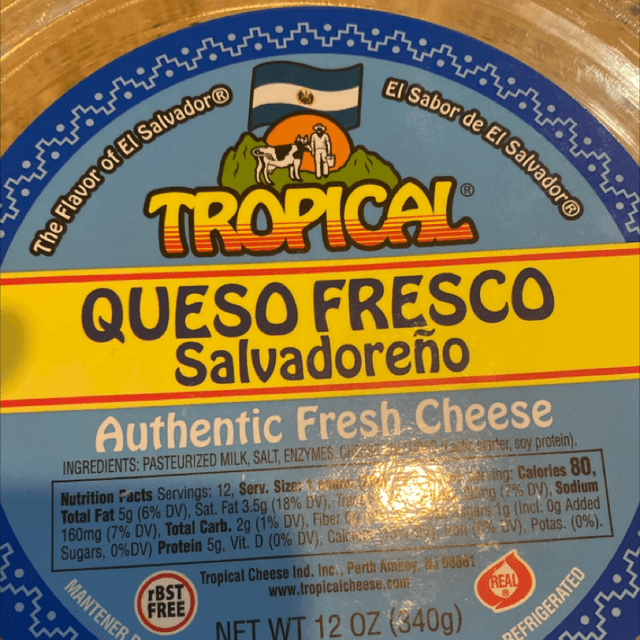 The Flavor of El Salvador®
El Sabor de El Salvador®
TROPICAL®
QUESO FRESCO
Salvadoreño
Authentic Fresh Cheese
INGREDIENTS: PASTEURIZED MILK, SALT, ENZYMES, starter, soy protein).
Nutrition Facts Servings: 12, Serv. Size: 1 Calories 80,
Total Fat 5g (6% DV), Sat. Fat 3.5g (18% DV), (7% DV), Sodium
160mg (7% DV), Total Carb. 2g (1% DV), Fiber 1g (Incl. 0g Added
Sugars, 0%DV) Protein 5g, Vit. D (0% DV), DV), Potas. (0%).
Tropical Cheese Ind. Inc., Perth Amboy, NJ 08861
www.tropicalcheese.com
rBST
FREE
REAL®
MANTENER
REFRIGERATED
NET WT 12 OZ (340g)